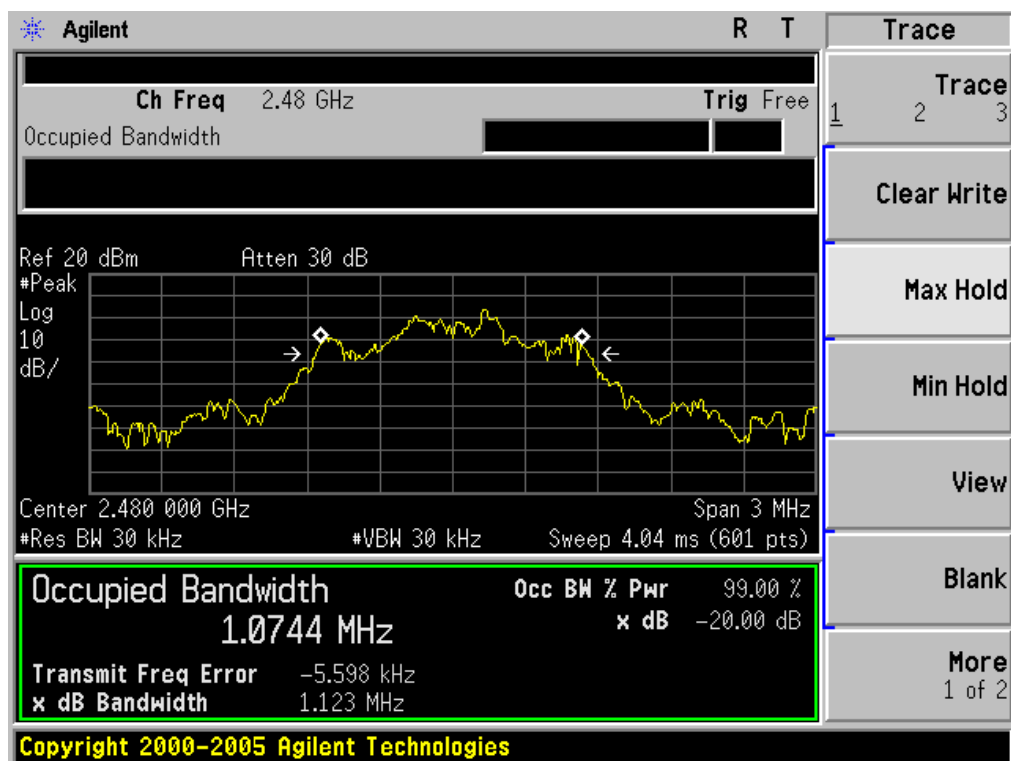 Agilent R T Trace
Ch Freq 2.48 GHz Trig Free
Occupied Bandwidth
Trace
1 2 3
Clear Write
Max Hold
Min Hold
View
Blank
More
1 of 2
Ref 20 dBm Atten 30 dB
#Peak
Log
10
dB/
Center 2.480 000 GHz Span 3 MHz
#Res BW 30 kHz #VBW 30 kHz Sweep 4.04 ms (601 pts)
Occupied Bandwidth Occ BW % Pwr 99.00 %
1.0744 MHz x dB -20.00 dB
Transmit Freq Error -5.598 kHz
x dB Bandwidth 1.123 MHz
Copyright 2000-2005 Agilent Technologies